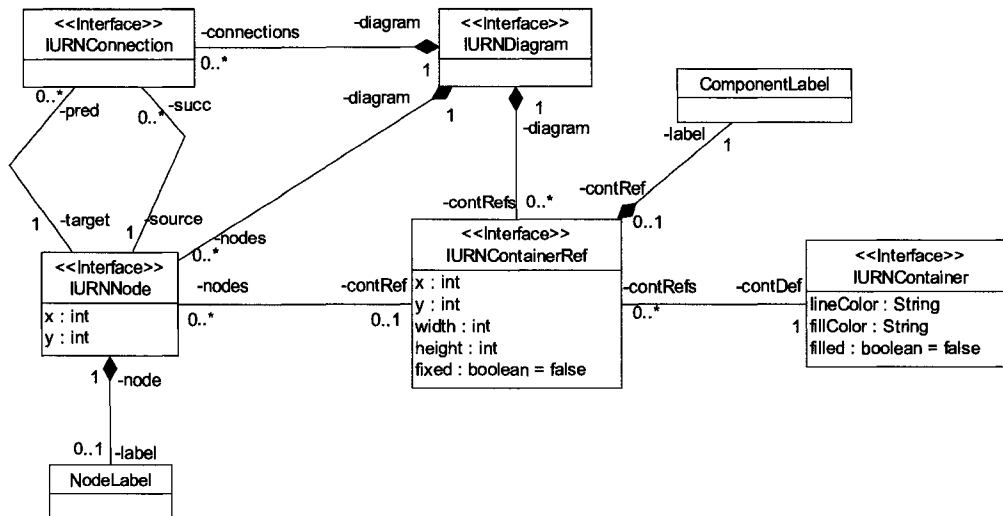 <<Interface>>
IURNConnection
-connections
0..*
-diagram
1
<<Interface>>
IURNDiagram
0..*
-pred
0..*
-succ
-diagram
1
1
-diagram
ComponentLabel
-label
1
-contRef
0..1
1
-target
1
-source
-nodes
0..*
-contRefs
0..*
<<Interface>>
IURNNode
x : int
y : int
-nodes
0..*
-contRef
0..1
<<Interface>>
IURNContainerRef
x : int
y : int
width : int
height : int
fixed : boolean = false
-contRefs
0..*
-contDef
1
<<Interface>>
IURNContainer
lineColor : String
fillColor : String
filled : boolean = false
1
-node
0..1
-label
NodeLabel